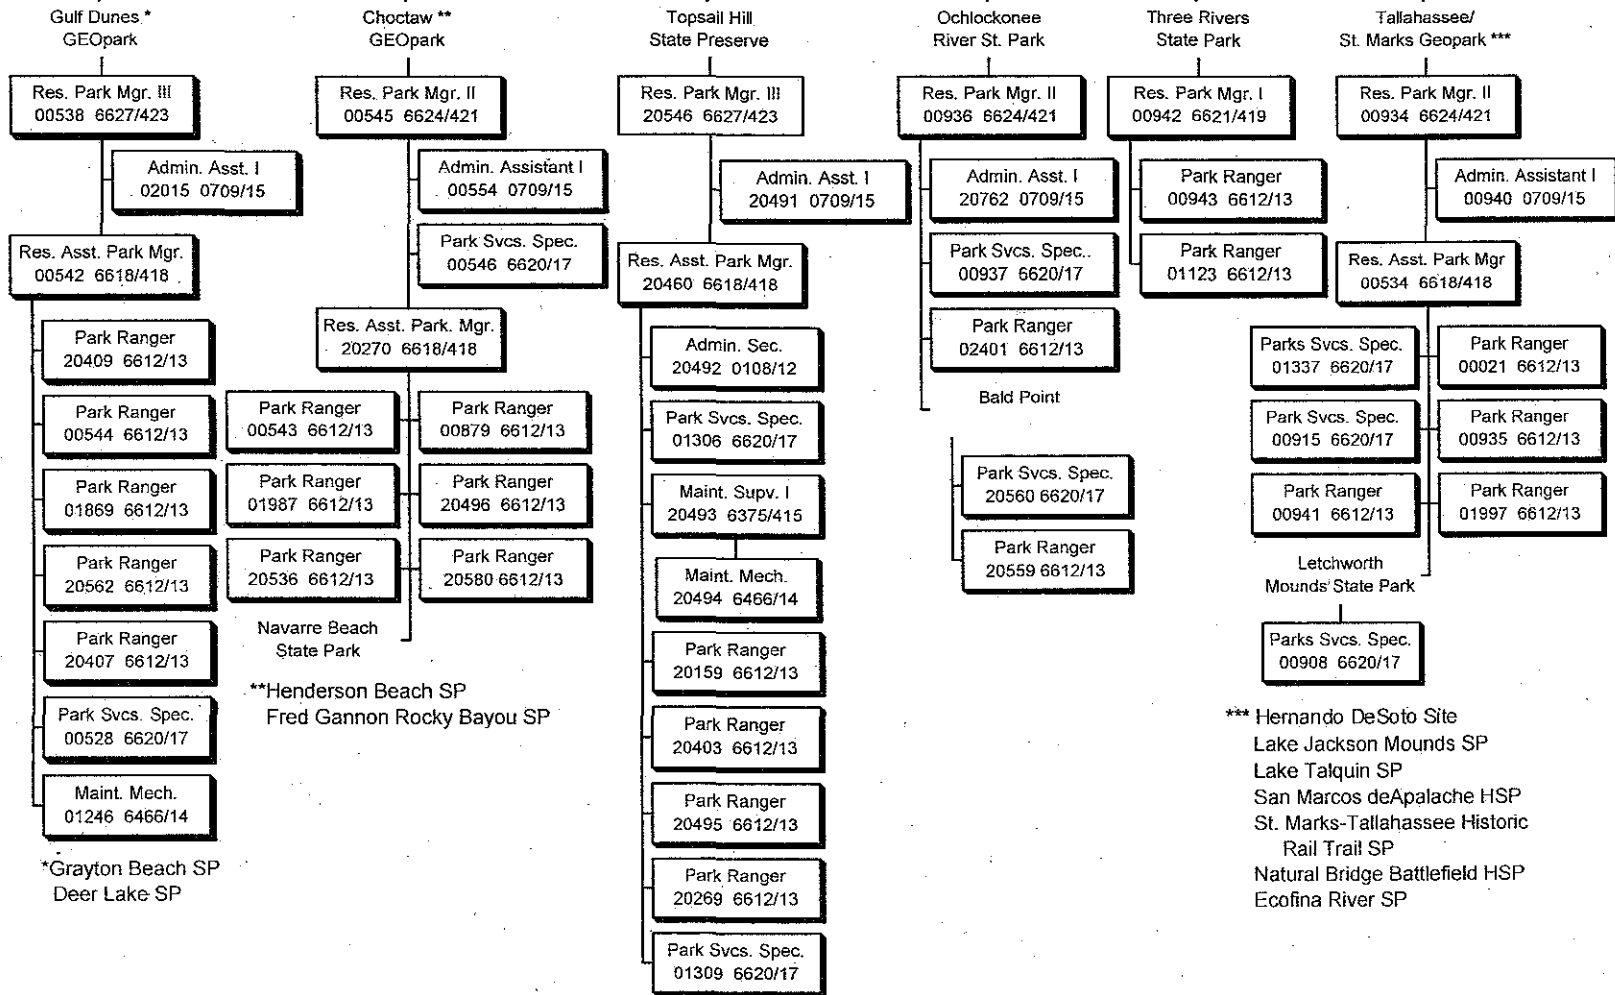 Gulf Dunes *
GEOpark
Res. Park Mgr. III
00538 6627/423
Admin. Asst. I
02015 0709/15
Res. Asst. Park Mgr.
00542 6618/418
Park Ranger
20409 6612/13
Park Ranger
00544 6612/13
Park Ranger
01869 6612/13
Park Ranger
20562 6612/13
Park Ranger
20407 6612/13
Park Svcs. Spec.
00528 6620/17
Maint. Mech.
01246 6466/14
*Grayton Beach SP
Deer Lake SP
Choctaw **
GEOpark
Res. Park Mgr. II
00545 6624/421
Admin. Assistant I
00554 0709/15
Park Svcs. Spec.
00546 6620/17
Res. Asst. Park. Mgr.
20270 6618/418
Park Ranger
00543 6612/13
Park Ranger
00879 6612/13
Park Ranger
01987 6612/13
Park Ranger
20496 6612/13
Park Ranger
20536 6612/13
Park Ranger
20580 6612/13
Navarre Beach
State Park
**Henderson Beach SP
Fred Gannon Rocky Bayou SP
Topsail Hill
State Preserve
Res. Park Mgr. III
20546 6627/423
Admin. Asst. I
20491 0709/15
Res. Asst. Park Mgr.
20460 6618/418
Admin. Sec.
20492 0108/12
Park Svcs. Spec.
01306 6620/17
Maint. Supv. I
20493 6375/415
Maint. Mech.
20494 6466/14
Park Ranger
20159 6612/13
Park Ranger
20403 6612/13
Park Ranger
20495 6612/13
Park Ranger
20269 6612/13
Park Svcs. Spec.
01309 6620/17
Ochlockonee
River St. Park
Res. Park Mgr. II
00936 6624/421
Admin. Asst. I
20762 0709/15
Park Svcs. Spec..
00937 6620/17
Park Ranger
02401 6612/13
Bald Point
Park Svcs. Spec.
20560 6620/17
Park Ranger
20559 6612/13
Three Rivers
State Park
Res. Park Mgr. I
00942 6621/419
Park Ranger
00943 6612/13
Park Ranger
01123 6612/13
Tallahassee/
St. Marks Geopark ***
Res. Park Mgr. II
00934 6624/421
Admin. Assistant I
00940 0709/15
Res. Asst. Park Mgr
00534 6618/418
Parks Svcs. Spec.
01337 6620/17
Park Ranger
00021 6612/13
Park Svcs. Spec.
00915 6620/17
Park Ranger
00935 6612/13
Park Ranger
00941 6612/13
Park Ranger
01997 6612/13
Letchworth
Mounds State Park
Parks Svcs. Spec.
00908 6620/17
*** Hernando DeSoto Site
Lake Jackson Mounds SP
Lake Talquin SP
San Marcos deApalache HSP
St. Marks-Tallahassee Historic
Rail Trail SP
Natural Bridge Battlefield HSP
Ecofina River SP